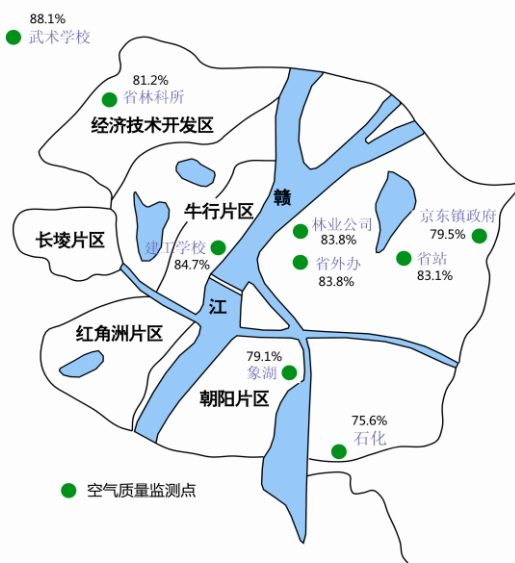 88.1%
武术学校
81.2%
省林科所
经济技术开发区
牛行片区
赣
长堎片区
建工学校
84.7%
林业公司
83.8%
省外办
83.8%
京东镇政府
79.5%
省站
83.1%
江
红角洲片区
79.1%
象湖
朝阳片区
75.6%
石化
空气质量监测点